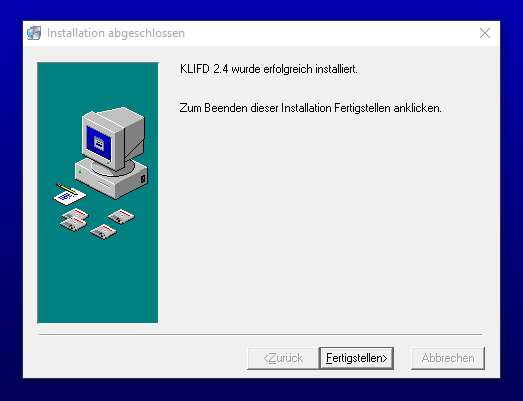 Installation abgeschlossen
KLIFD 2.4 wurde erfolgreich installiert.
Zum Beenden dieser Installation Fertigstellen anklicken.
<Zurück
Fertigstellen>
Abbrechen